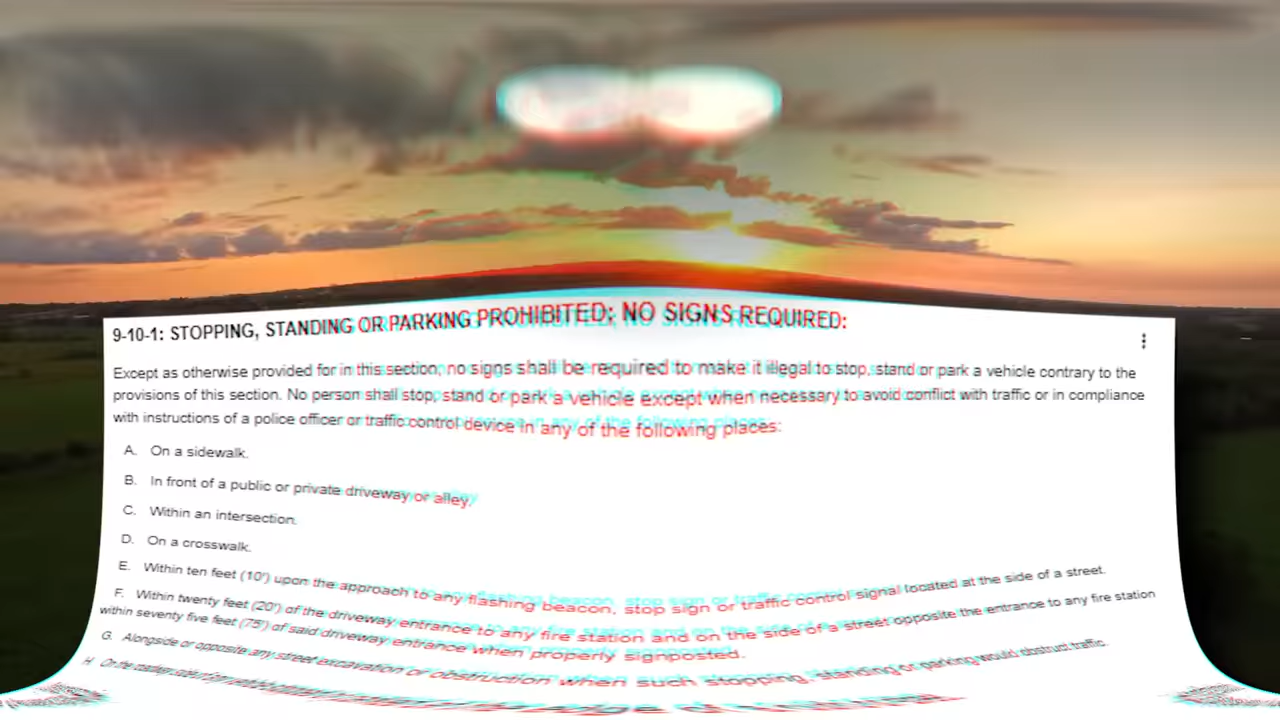 9-10-1: STOPPING, STANDING OR PARKING PROHIBITED; NO SIGNS REQUIRED:
Except as otherwise provided for in this section, no signs shall be required to make it illegal to stop, stand or park a vehicle contrary to the
provisions of this section. No person shall stop, stand or park a vehicle except when necessary to avoid conflict with traffic or in compliance
with instructions of a police officer or traffic control device in any of the following places:
A. On a sidewalk.
B. In front of a public or private driveway or alley.
C. Within an intersection.
D. On a crosswalk.
E. Within ten feet (10') upon the approach to any flashing beacon, stop sign or traffic control signal located at the side of a street.
F. Within twenty feet (20') of the driveway entrance to any fire station and on the side of a street opposite the entrance to any fire station
within seventy five feet (75') of said driveway entrance when properly signposted.
G. Alongside or opposite any street excavation or obstruction when such stopping, standing or parking would obstruct traffic.
H. On the roadway side of any vehicle